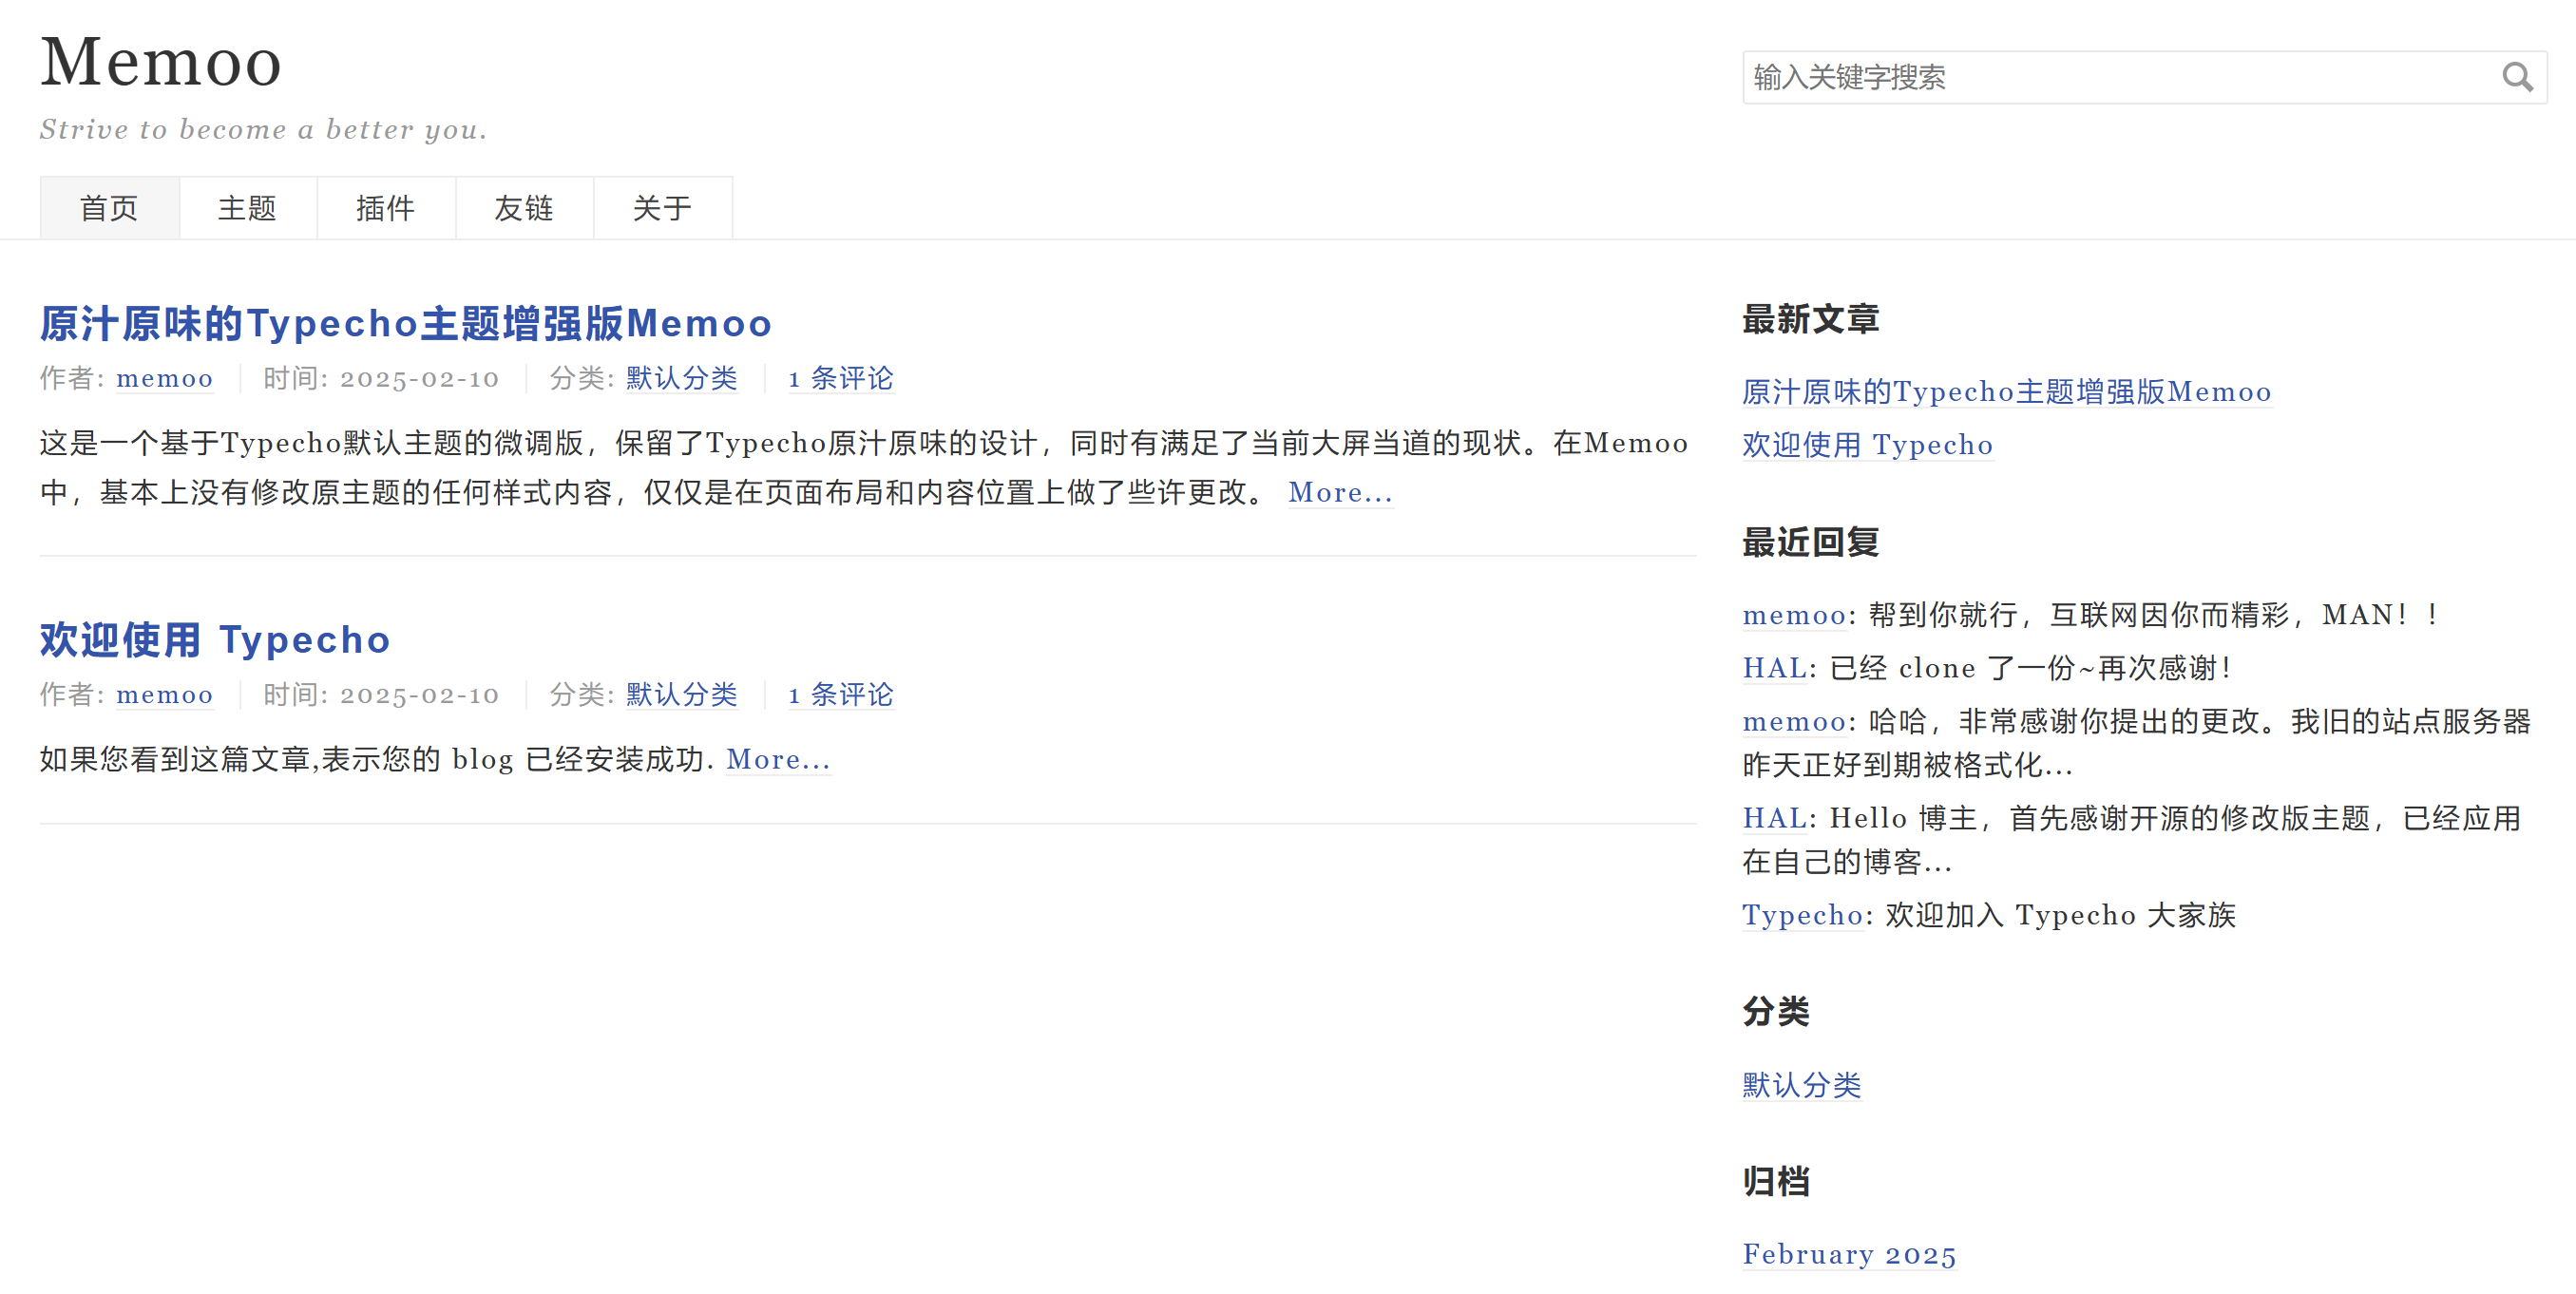 Memoo
输入关键字搜索
Strive to become a better you.
首页 主题 插件 友链 关于
原汁原味的Typecho主题增强版Memoo
作者: memoo 时间: 2025-02-10 分类: 默认分类 1 条评论
这是一个基于Typecho默认主题的微调版，保留了Typecho原汁原味的设计，同时有满足了当前大屏当道的现状。在Memoo
中，基本上没有修改原主题的任何样式内容，仅仅是在页面布局和内容位置上做了些许更改。 More...
欢迎使用 Typecho
作者: memoo 时间: 2025-02-10 分类: 默认分类 1 条评论
如果您看到这篇文章,表示您的 blog 已经安装成功. More...
最新文章
原汁原味的Typecho主题增强版Memoo
欢迎使用 Typecho
最近回复
memoo: 帮到你就行，互联网因你而精彩，MAN！！
HAL: 已经 clone 了一份~再次感谢！
memoo: 哈哈，非常感谢你提出的更改。我旧的站点服务器
昨天正好到期被格式化...
HAL: Hello 博主，首先感谢开源的修改版主题，已经应用
在自己的博客...
Typecho: 欢迎加入 Typecho 大家族
分类
默认分类
归档
February 2025